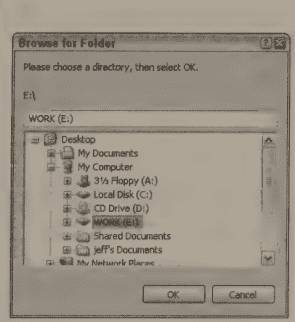 Browse for Folder
Please choose a directory, then select OK.
E:\
WORK (E:)
Desktop
My Documents
My Computer
3½ Floppy (A:)
Local Disk (C:)
CD Drive (D:)
WORK (E:)
Shared Documents
jeff's Documents
My Network Places
OK
Cancel